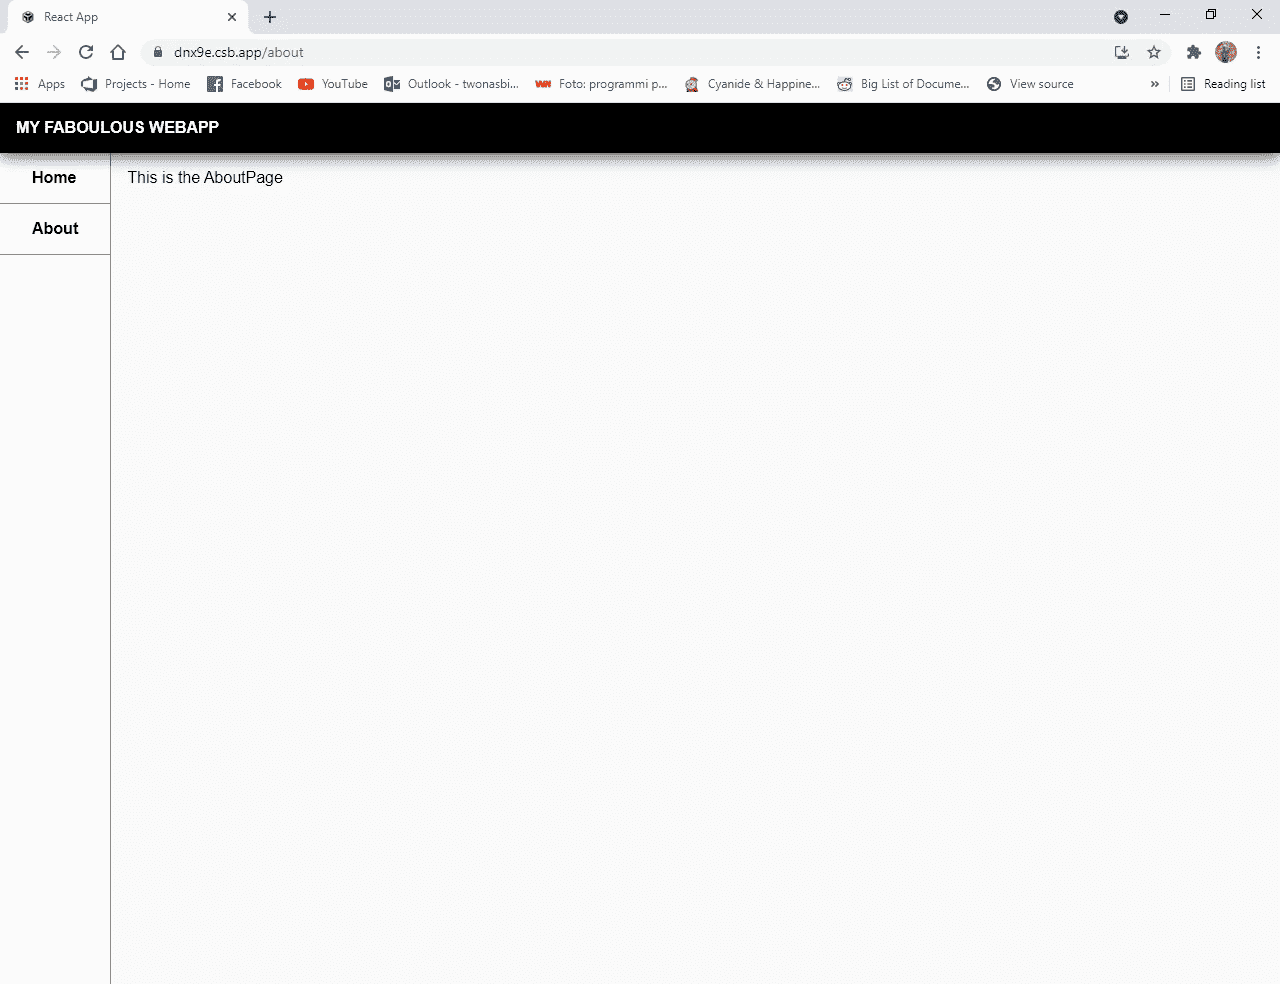 React App
dnx9e.csb.app/about
Apps Projects - Home Facebook YouTube Outlook - twonasbi... Foto: programmi p... Cyanide & Happine... Big List of Docume... View source » Reading list
MY FABOULOUS WEBAPP
Home This is the AboutPage
About